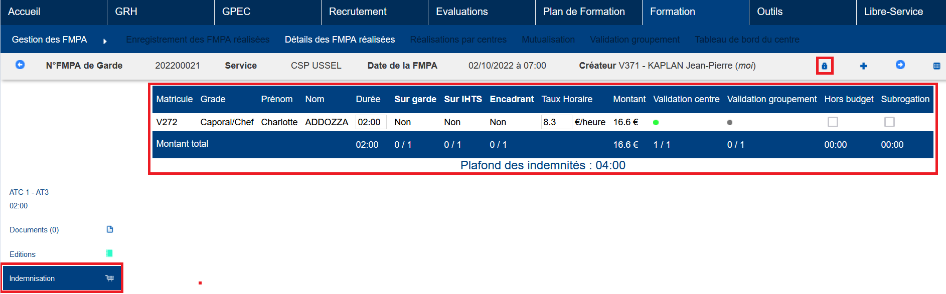 Accueil GRH GPEC Recrutement Evaluations Plan de Formation Formation Outils Libre-Service
Gestion des FMPA Enregistrement des FMPA réalisées Détails des FMPA réalisées Réalisations par centres Mutualisation Validation groupement Tableau de bord du centre
N°FMPA de Garde 202200021 Service CSP USSEL Date de la FMPA 02/10/2022 à 07:00 Créateur V371 - KAPLAN Jean-Pierre (moi)
Matricule Grade Prénom Nom Durée Sur garde Sur IHTS Encadrant Taux Horaire Montant Validation centre Validation groupement Hors budget Subrogation
V272 Caporal/Chef Charlotte ADDOZZA 02:00 Non Non Non 8.3 €/heure 16.6 €
Montant total 02:00 0 / 1 0 / 1 0 / 1 16.6 € 1 / 1 0 / 1 00:00 00:00
Plafond des indemnités : 04:00
ATC 1 - AT3
02:00
Documents (0)
Editions
Indemnisation